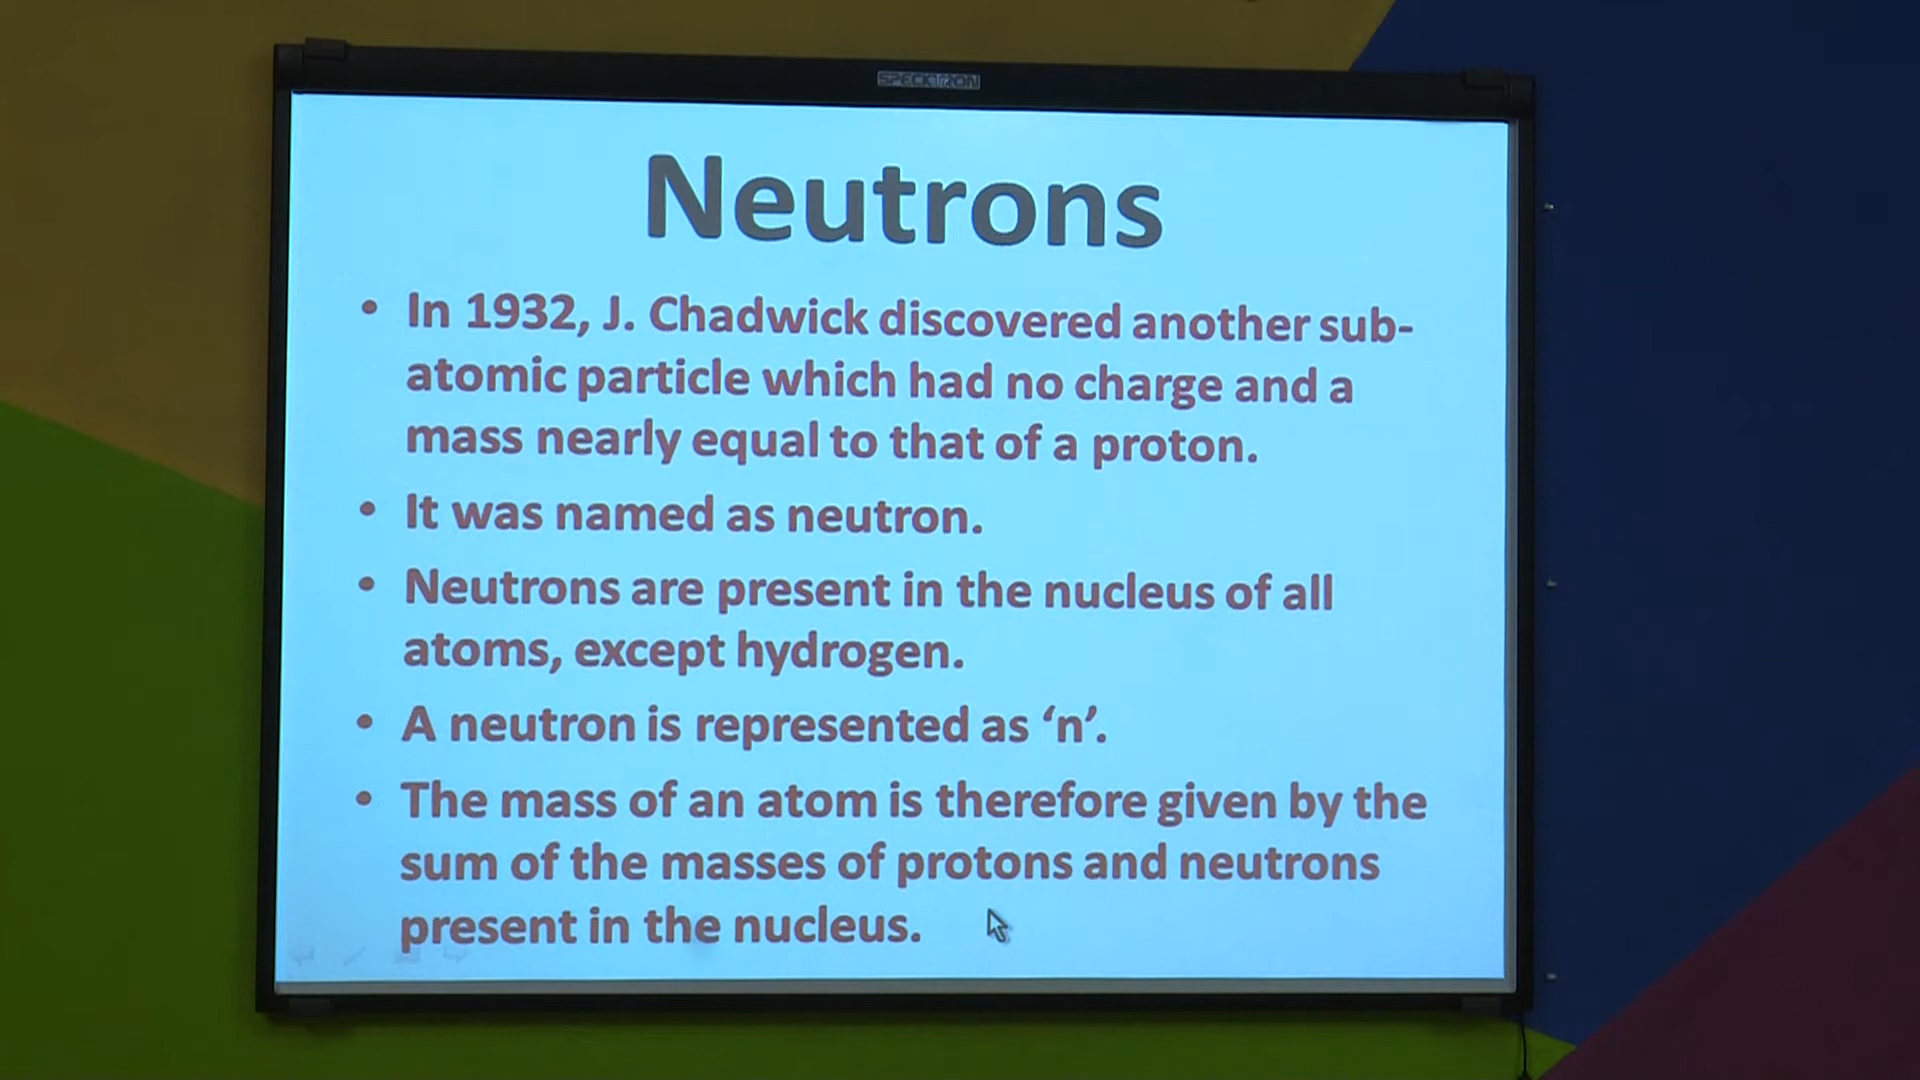 SPECKTRON
Neutrons
• In 1932, J. Chadwick discovered another sub-
atomic particle which had no charge and a
mass nearly equal to that of a proton.
• It was named as neutron.
• Neutrons are present in the nucleus of all
atoms, except hydrogen.
• A neutron is represented as ‘n’.
• The mass of an atom is therefore given by the
sum of the masses of protons and neutrons
present in the nucleus.